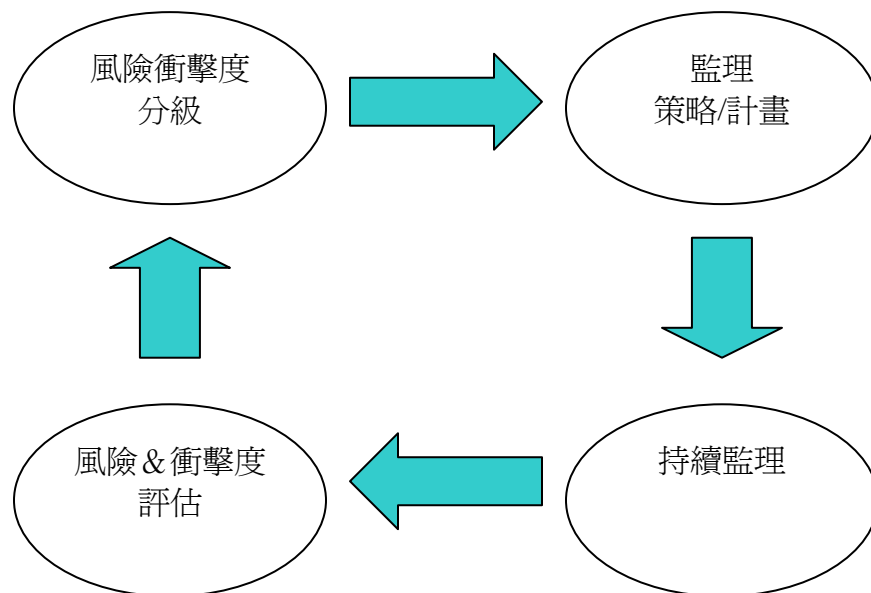 風險衝擊度
分級
監理
策略/計畫
風險＆衝擊度
評估
持續監理